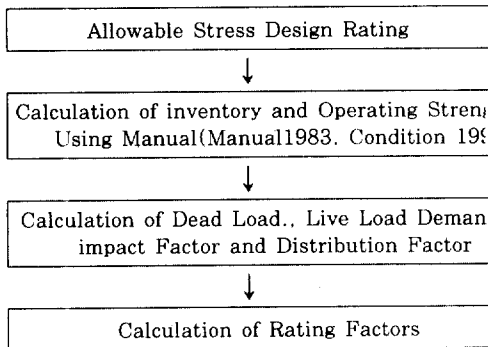 Allowable Stress Design Rating
Calculation of inventory and Operating
Using Manual(Manual1983. Condition
Calculation of Dead Load., Live Load
impact Factor and Distribution Factor
Calculation of Rating Factors